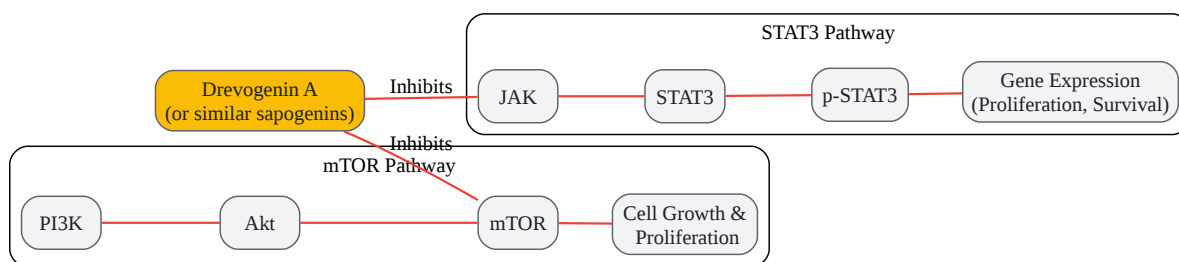 STAT3 Pathway
Drevogenin A
(or similar sapogenins)
Inhibits
JAK
STAT3
p-STAT3
Gene Expression
(Proliferation, Survival)
Inhibits
mTOR Pathway
PI3K
Akt
mTOR
Cell Growth &
Proliferation